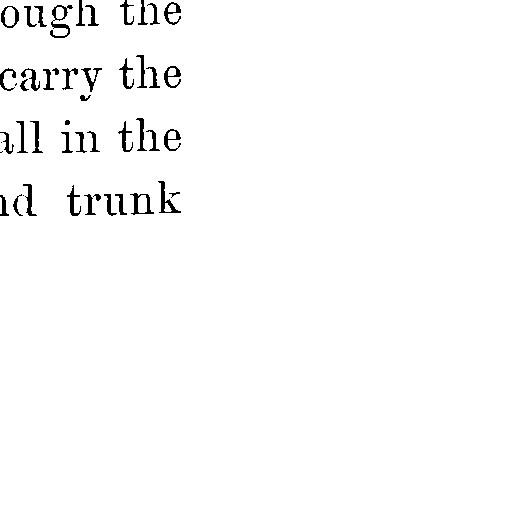 ough the
carry the
all in the
nd trunk